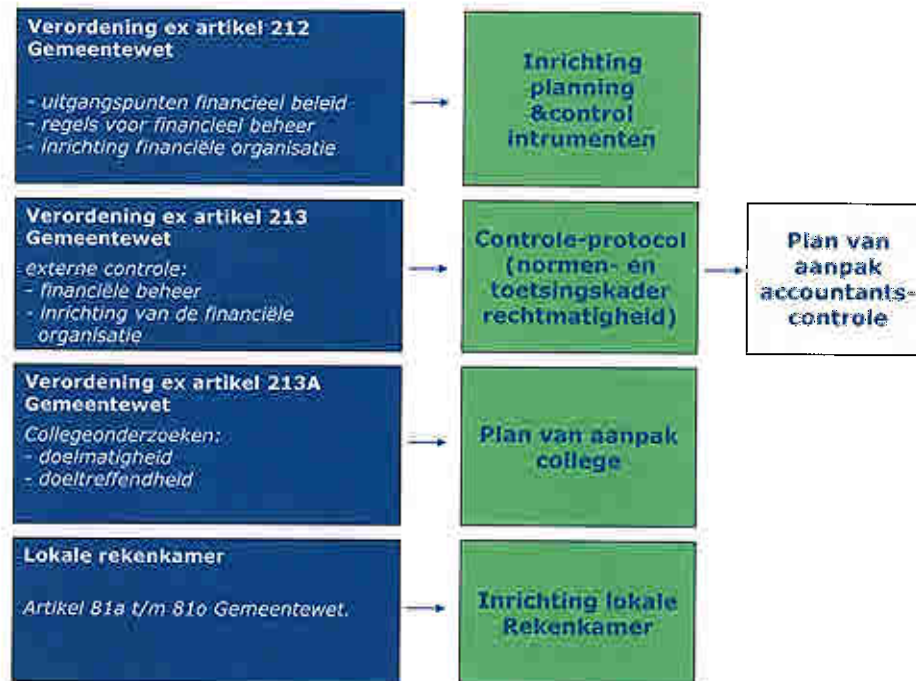 Verordening ex artikel 212
Gemeentewet
- uitgangspunten financieel beleid
- regels voor financieel beheer
- inrichting financiële organisatie
Inrichting
planning
&control
intrumenten
Verordening ex artikel 213
Gemeentewet
externe controle:
- financiële beheer
- inrichting van de financiële
organisatie
Controle-protocol
(normen- en
toetsingskader
rechtmatigheid)
Plan van
aanpak
accountants-
controle
Verordening ex artikel 213A
Gemeentewet
Collegeonderzoeken:
- doelmatigheid
- doeltreffendheid
Plan van aanpak
college
Lokale rekenkamer
Artikel 81a t/m 81o Gemeentewet.
Inrichting lokale
Rekenkamer